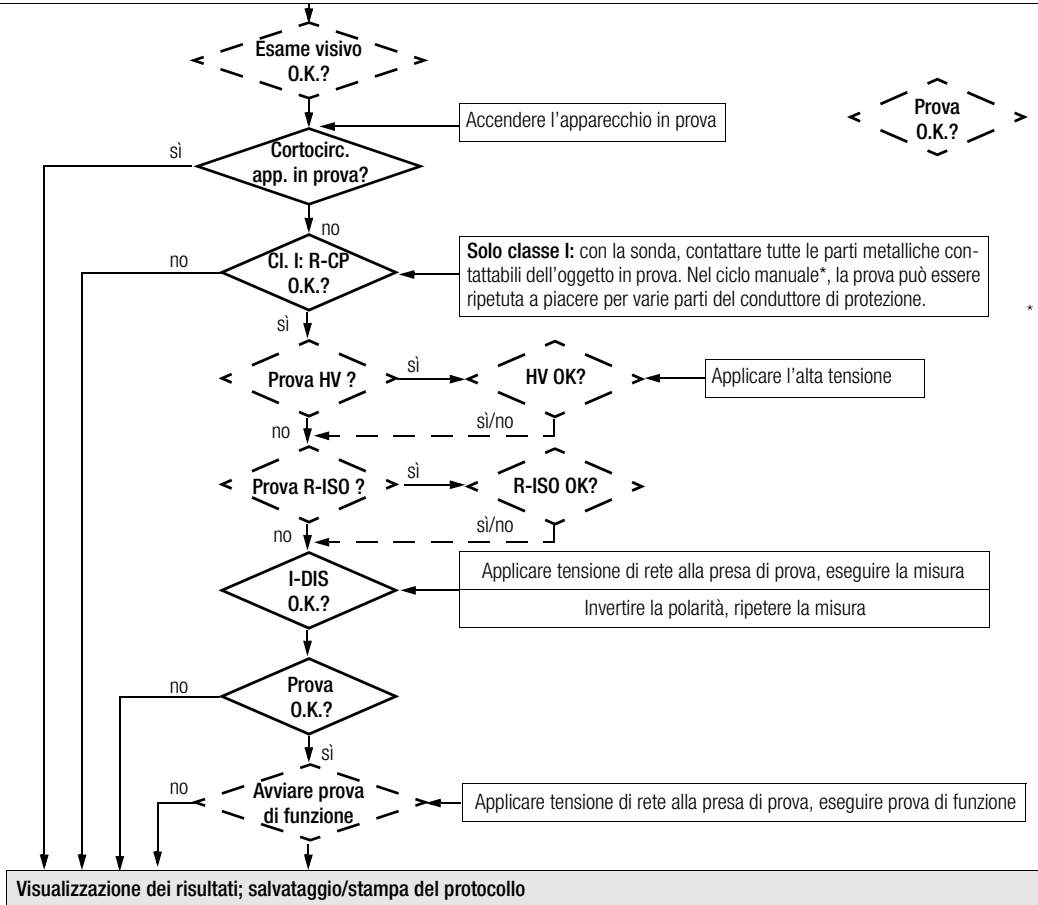 Esame visivo
O.K.?
Accendere l'apparecchio in prova
Prova
O.K.?
sì
Cortocirc.
app. in prova?
no
no
Cl. I: R-CP
O.K.?
Solo classe I: con la sonda, contattare tutte le parti metalliche con-
tattabili dell'oggetto in prova. Nel ciclo manuale*, la prova può essere
ripetuta a piacere per varie parti del conduttore di protezione.
*
sì
Prova HV ?
sì
HV OK?
Applicare l'alta tensione
no
sì/no
Prova R-ISO ?
sì
R-ISO OK?
no
sì/no
I-DIS
O.K.?
Applicare tensione di rete alla presa di prova, eseguire la misura
Invertire la polarità, ripetere la misura
no
Prova
O.K.?
sì
no
Avviare prova
di funzione
Applicare tensione di rete alla presa di prova, eseguire prova di funzione
Visualizzazione dei risultati; salvataggio/stampa del protocollo